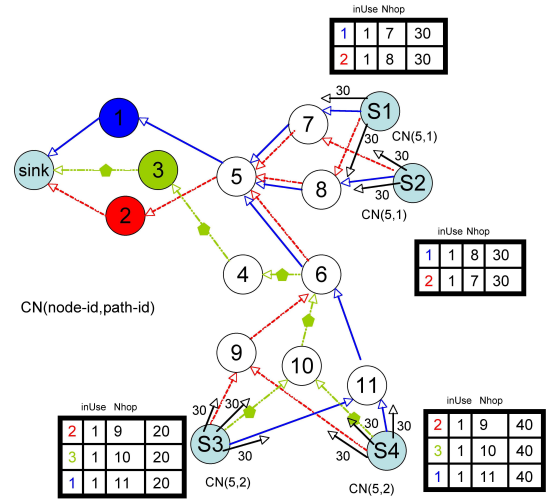 inUse Nhop
1 1 7 30
2 1 8 30
30
S1
1
7
30
CN(5,1)
sink
3
5
8
S2
30
2
CN(5,1)
inUse Nhop
1 1 8 30
2 1 7 30
4
6
CN(node-id,path-id)
9
10
11
inUse Nhop
2 1 9 20
3 1 10 20
1 1 11 20
30
30
S3
30
CN(5,2)
30
30
S4
30
CN(5,2)
inUse Nhop
2 1 9 40
3 1 10 40
1 1 11 40